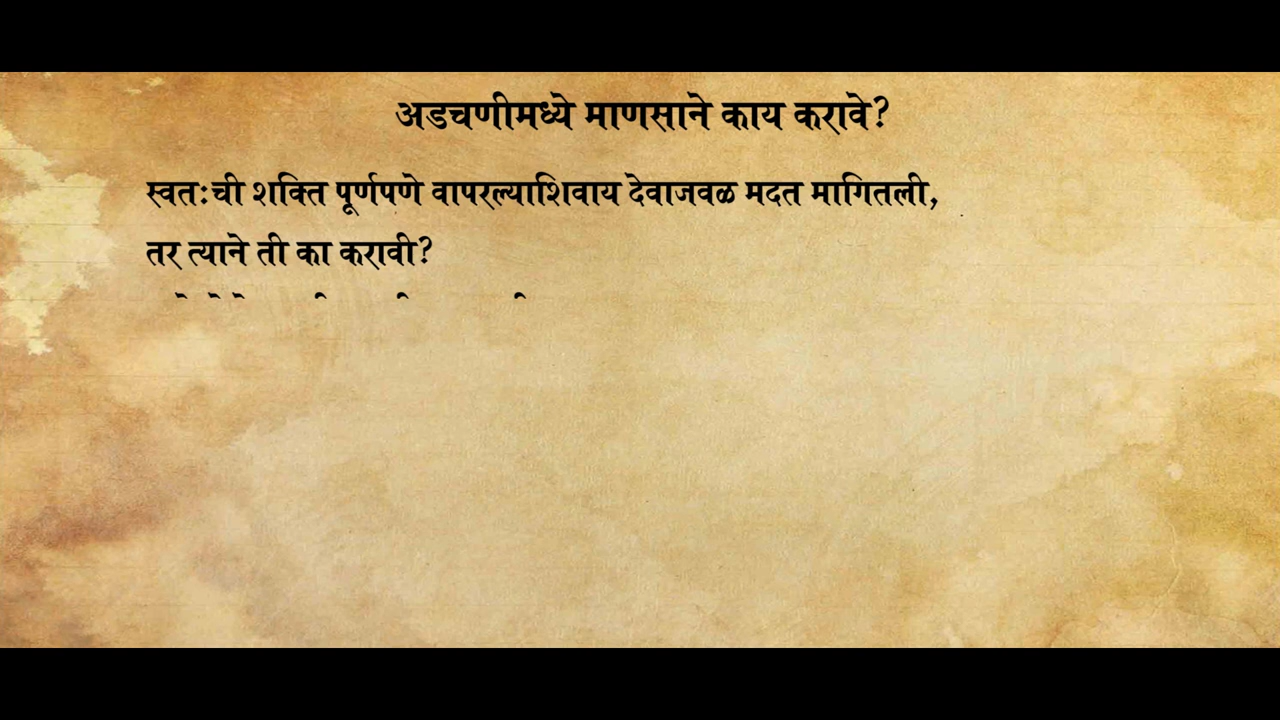 अडचणीमध्ये माणसाने काय करावे?
स्वतःची शक्ति पूर्णपणे वापरल्याशिवाय देवाजवळ मदत मागितली,
तर त्याने ती का करावी?